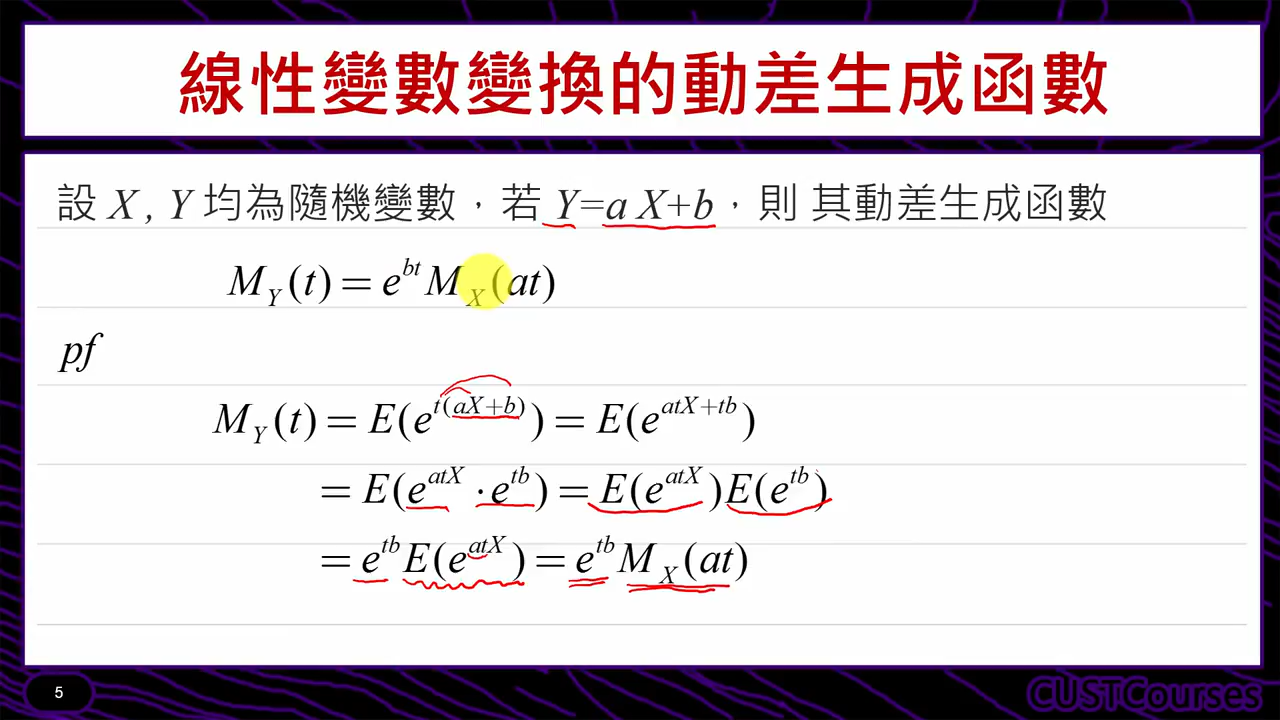 線性變數變換的動差生成函數
設 X , Y 均為隨機變數，若 Y=a X+b，則 其動差生成函數
M_Y(t) = e^{bt} M_X(at)
pf
M_Y(t) = E(e^{t(aX+b)}) = E(e^{atX+tb})
= E(e^{atX} · e^{tb}) = E(e^{atX})E(e^{tb})
= e^{tb} E(e^{atX}) = e^{tb} M_X(at)
5
CUSTCourses